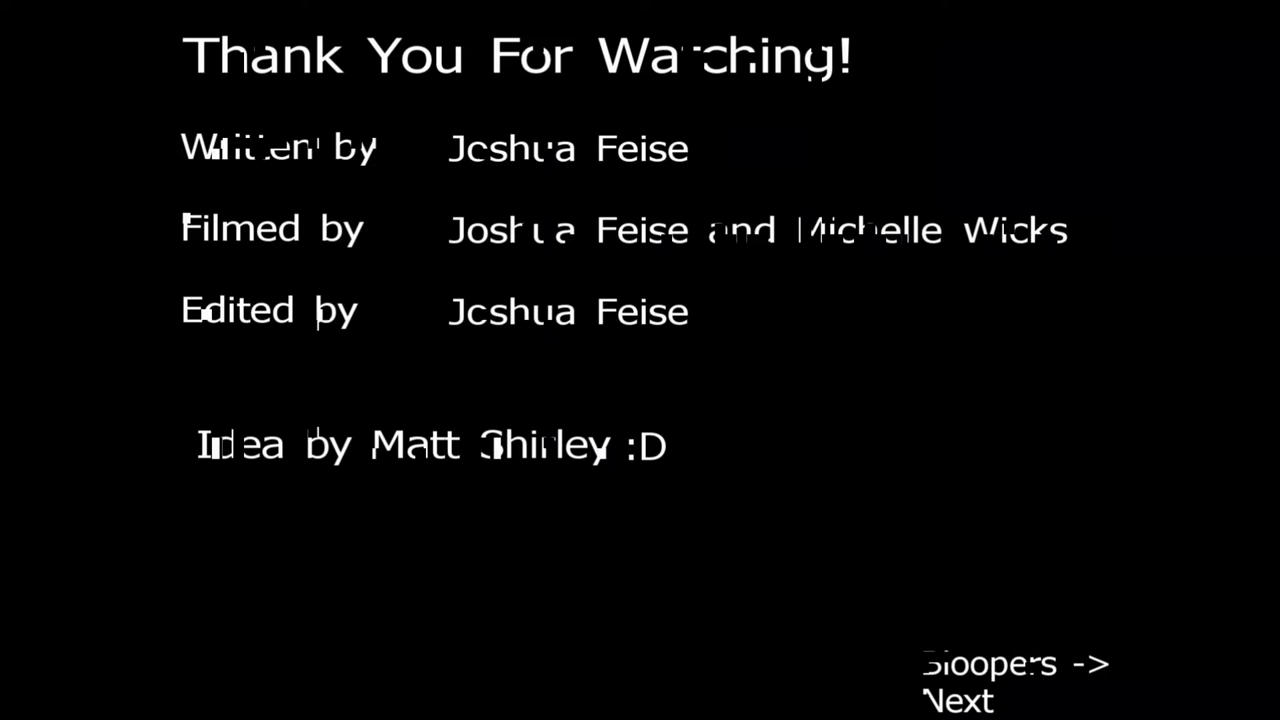 Thank You For Watching!
Written by Joshua Feise
Filmed by Joshua Feise and Michelle Wicks
Edited by Joshua Feise
Idea by Matt Shirley :D
Bloopers ->
Next